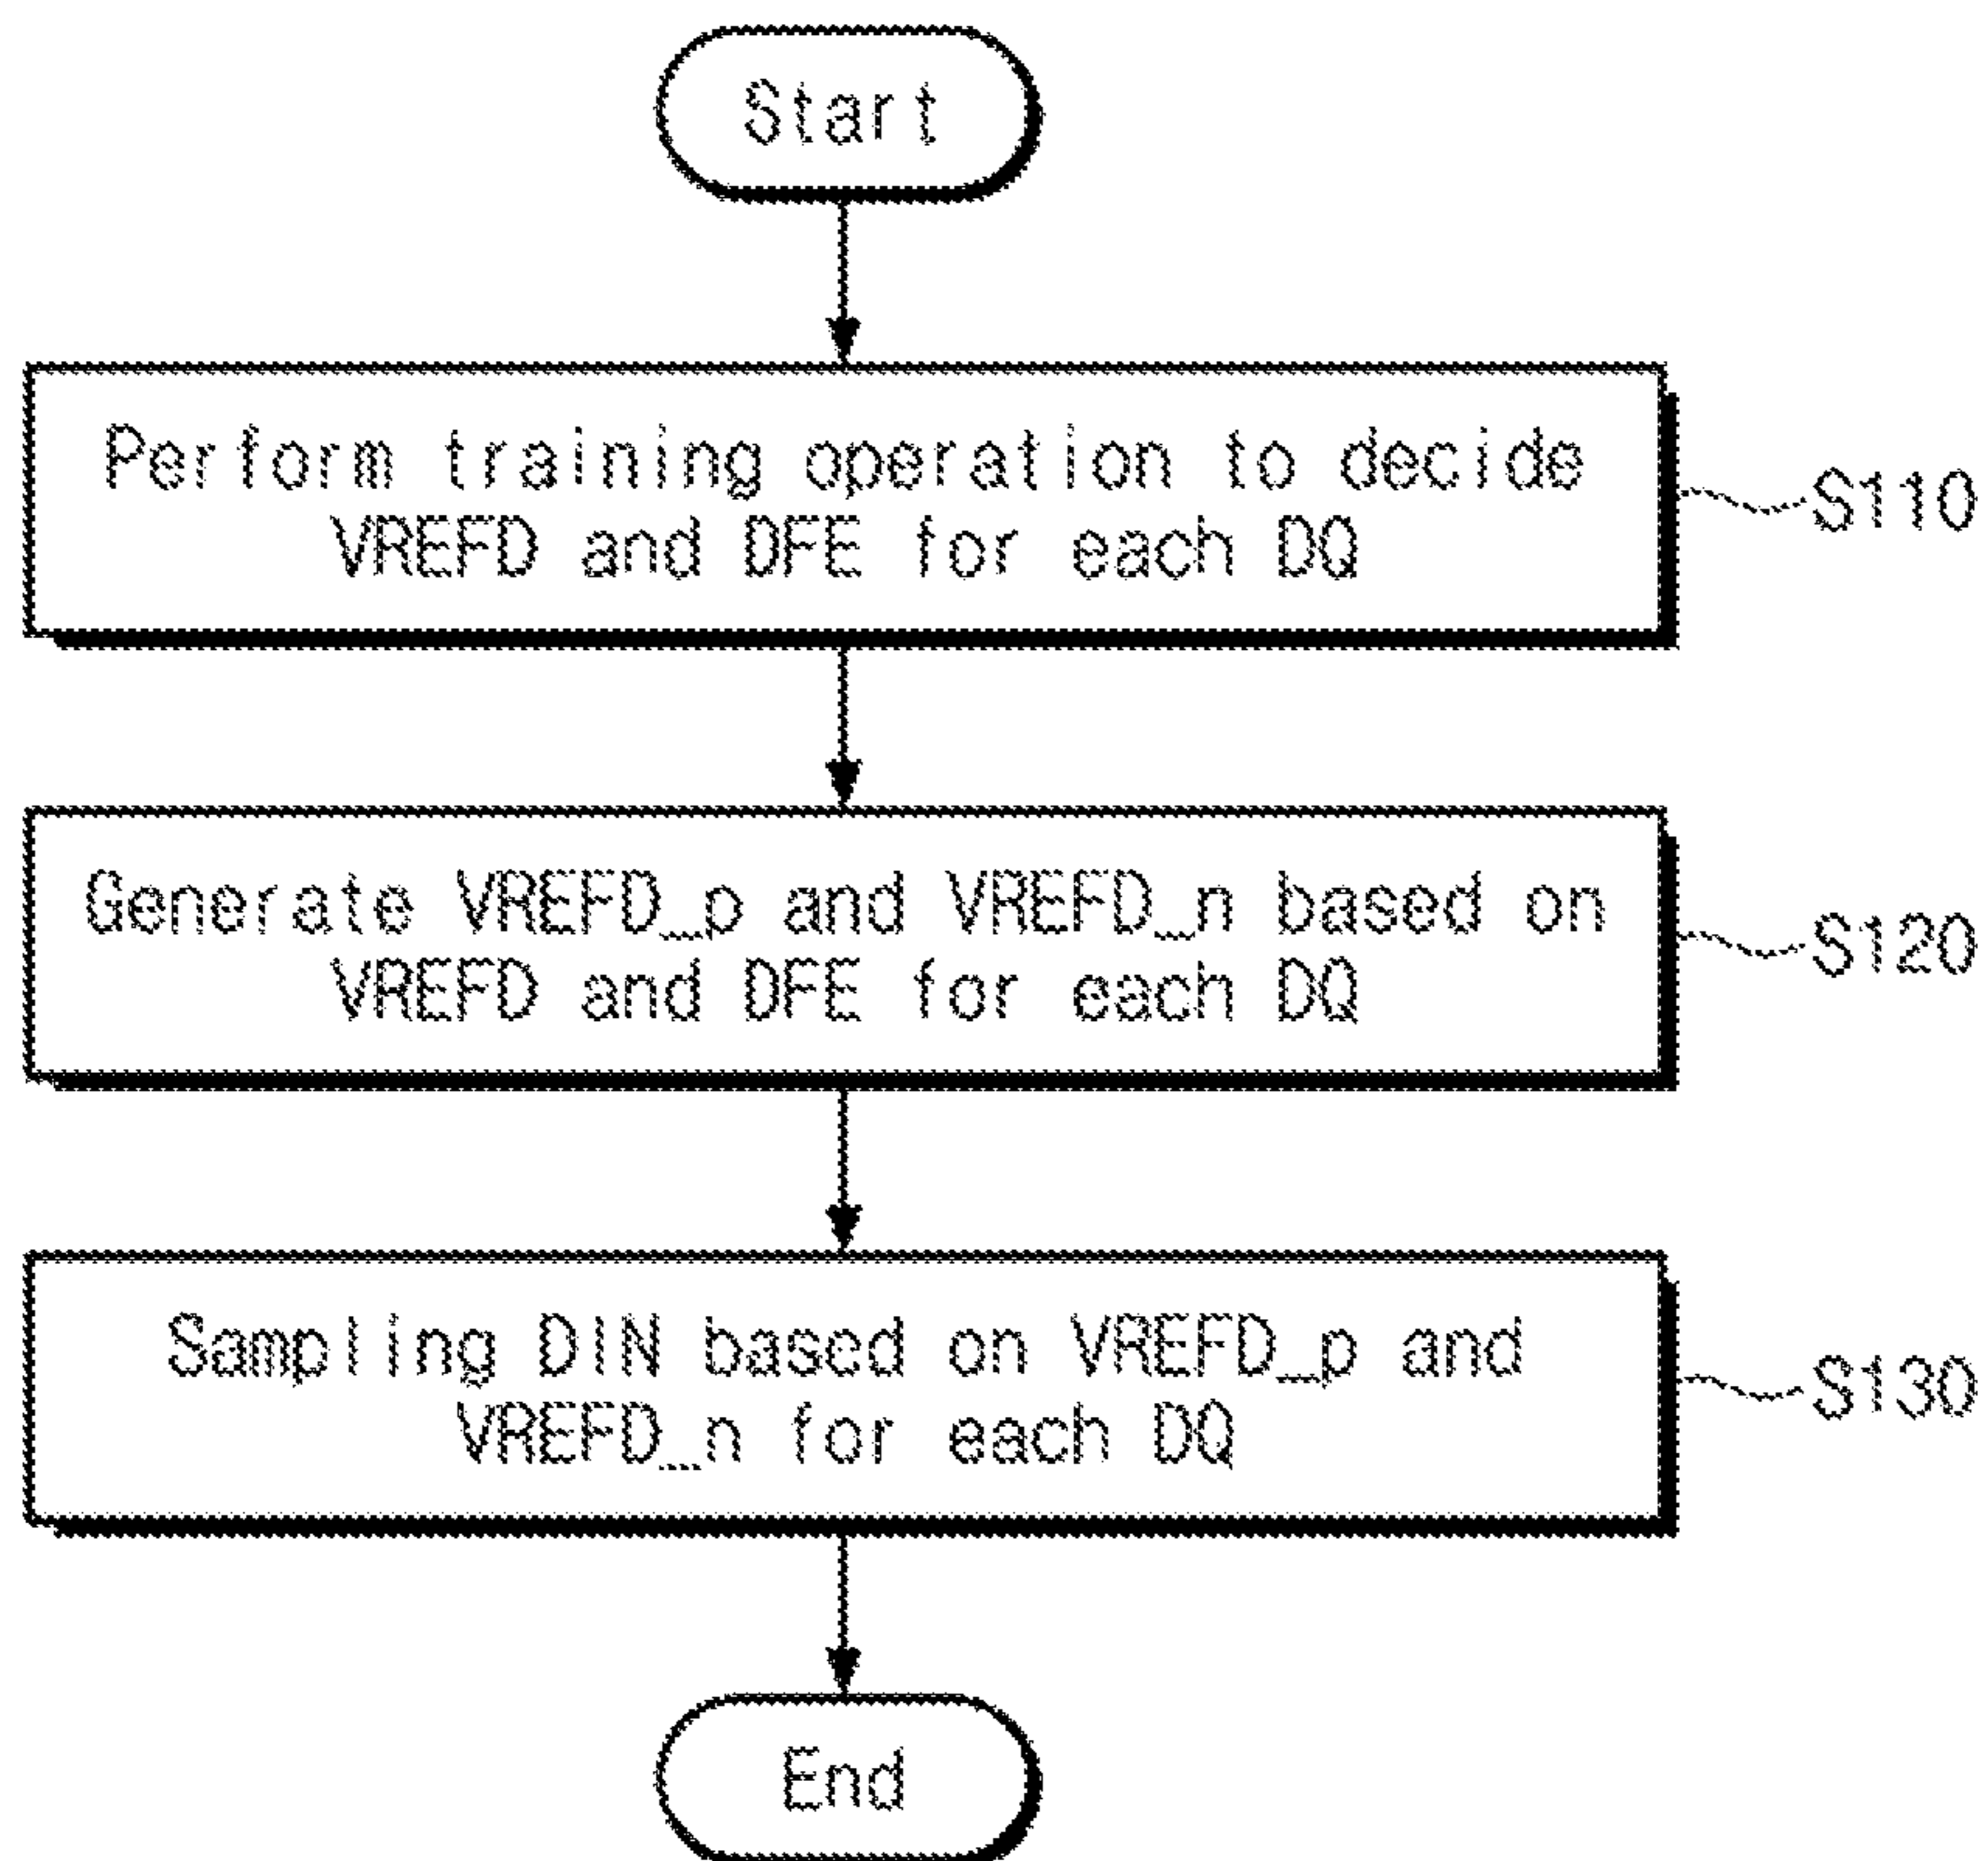 Start
Perform training operation to decide
VREFD and DFE for each DQ
S110
Generate VREFD_p and VREFD_n based on
VREFD and DFE for each DQ
S120
Sampling DIN based on VREFD_p and
VREFD_n for each DQ
S130
End